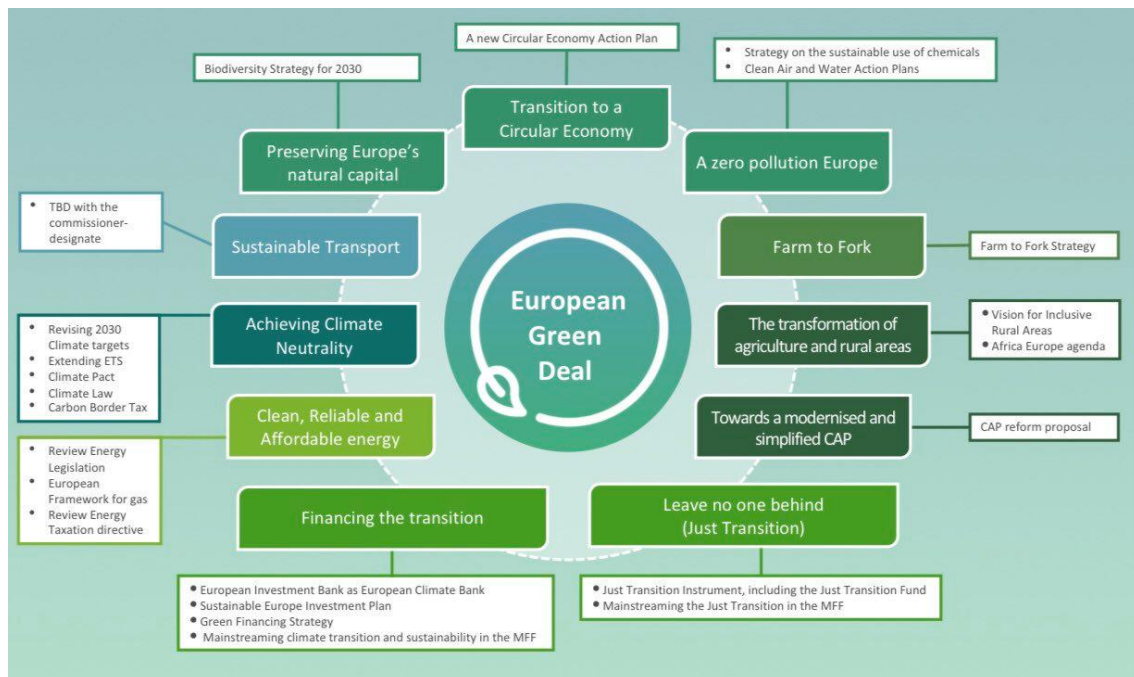 A new Circular Economy Action Plan
Biodiversity Strategy for 2030
• Strategy on the sustainable use of chemicals
• Clean Air and Water Action Plans
Transition to a
Circular Economy
Preserving Europe's
natural capital
A zero pollution Europe
• TBD with the
commissioner-
designate
Sustainable Transport
Farm to Fork
Farm to Fork Strategy
European
Green
Deal
• Revising 2030
Climate targets
• Extending ETS
• Climate Pact
• Climate Law
• Carbon Border Tax
Achieving Climate
Neutrality
The transformation of
agriculture and rural areas
• Vision for Inclusive
Rural Areas
• Africa Europe agenda
Clean, Reliable and
Affordable energy
Towards a modernised and
simplified CAP
CAP reform proposal
• Review Energy
Legislation
• European
Framework for gas
• Review Energy
Taxation directive
Financing the transition
Leave no one behind
(Just Transition)
• European Investment Bank as European Climate Bank
• Sustainable Europe Investment Plan
• Green Financing Strategy
• Mainstreaming climate transition and sustainability in the MFF
• Just Transition Instrument, including the Just Transition Fund
• Mainstreaming the Just Transition in the MFF